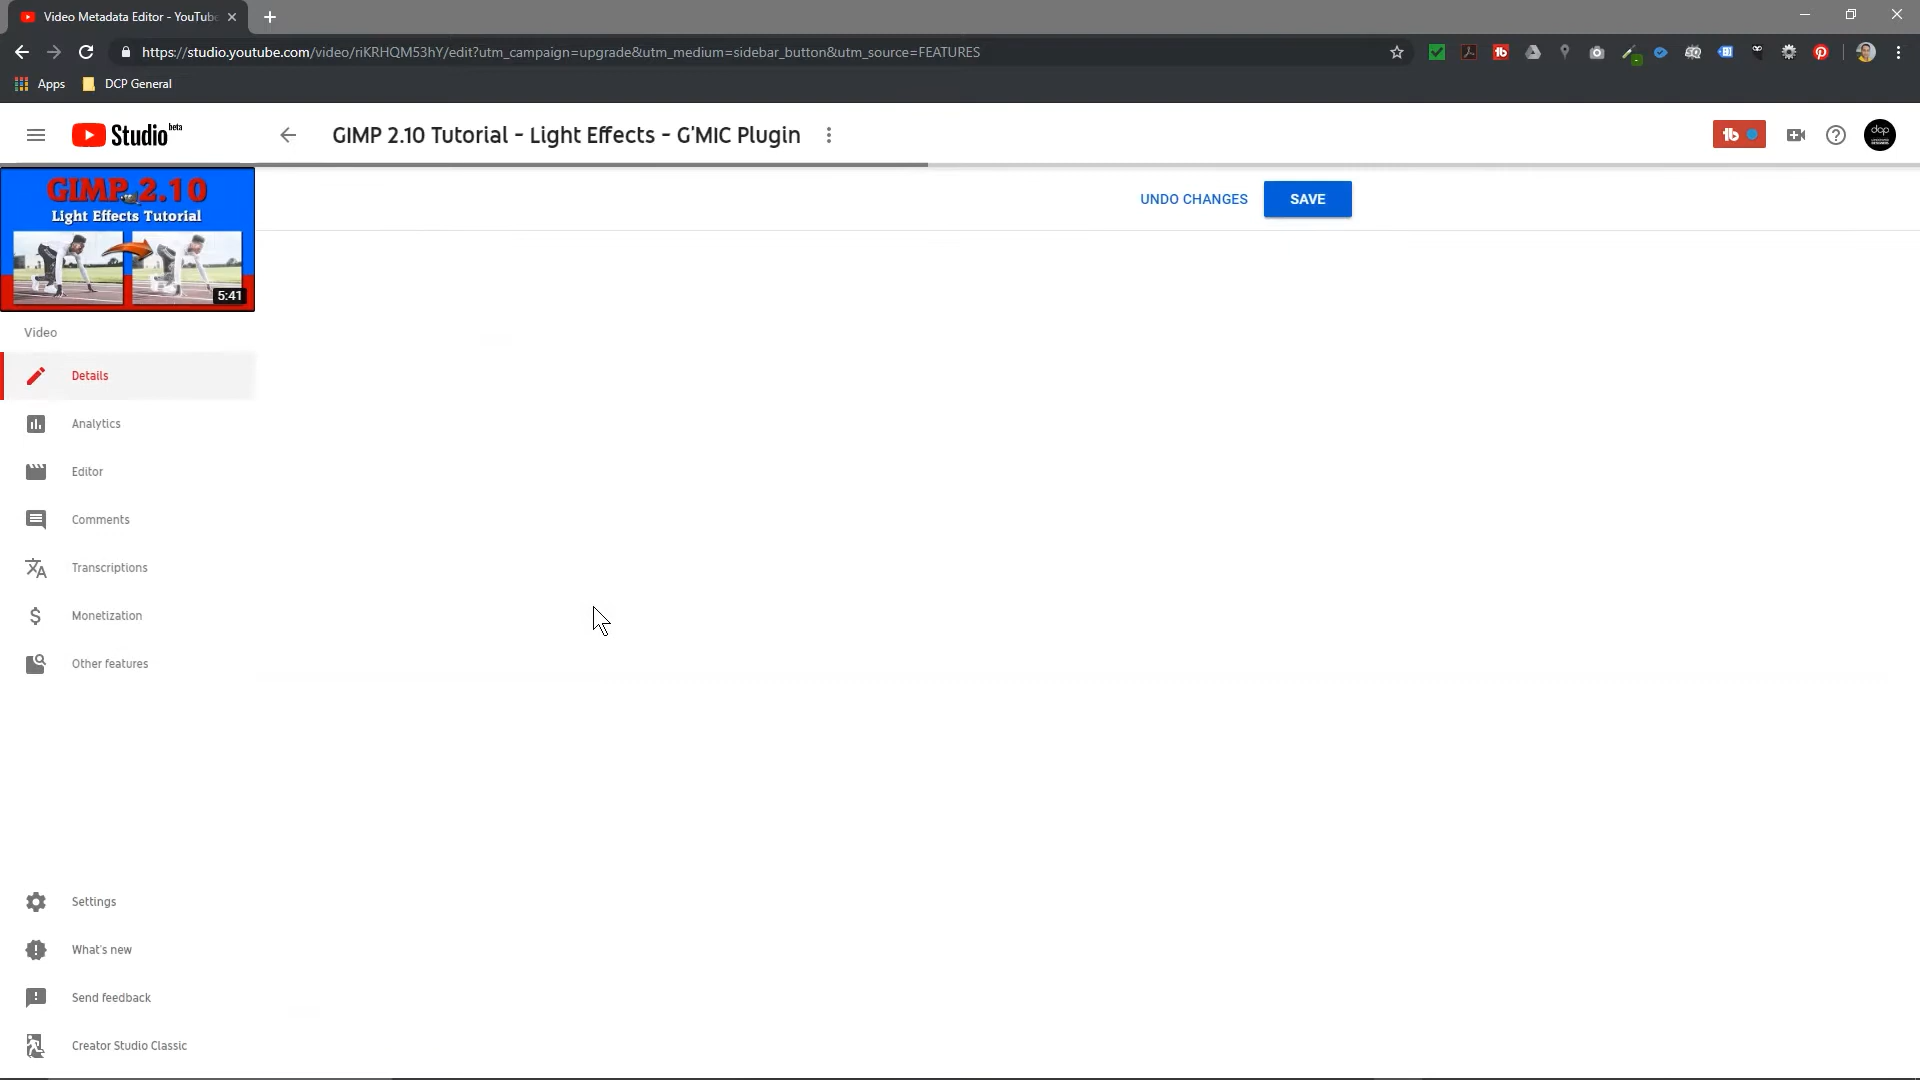 Video Metadata Editor - YouTube
https://studio.youtube.com/video/riKRHQM53hY/edit?utm_campaign=upgrade&utm_medium=sidebar_button&utm_source=FEATURES
Apps
DCP General
Studio beta
GIMP 2.10 Tutorial - Light Effects - G'MIC Plugin
tb
dap
GIMP 2.10
Light Effects Tutorial
5:41
UNDO CHANGES
SAVE
Video
Details
Analytics
Editor
Comments
Transcriptions
Monetization
Other features
Settings
What's new
Send feedback
Creator Studio Classic